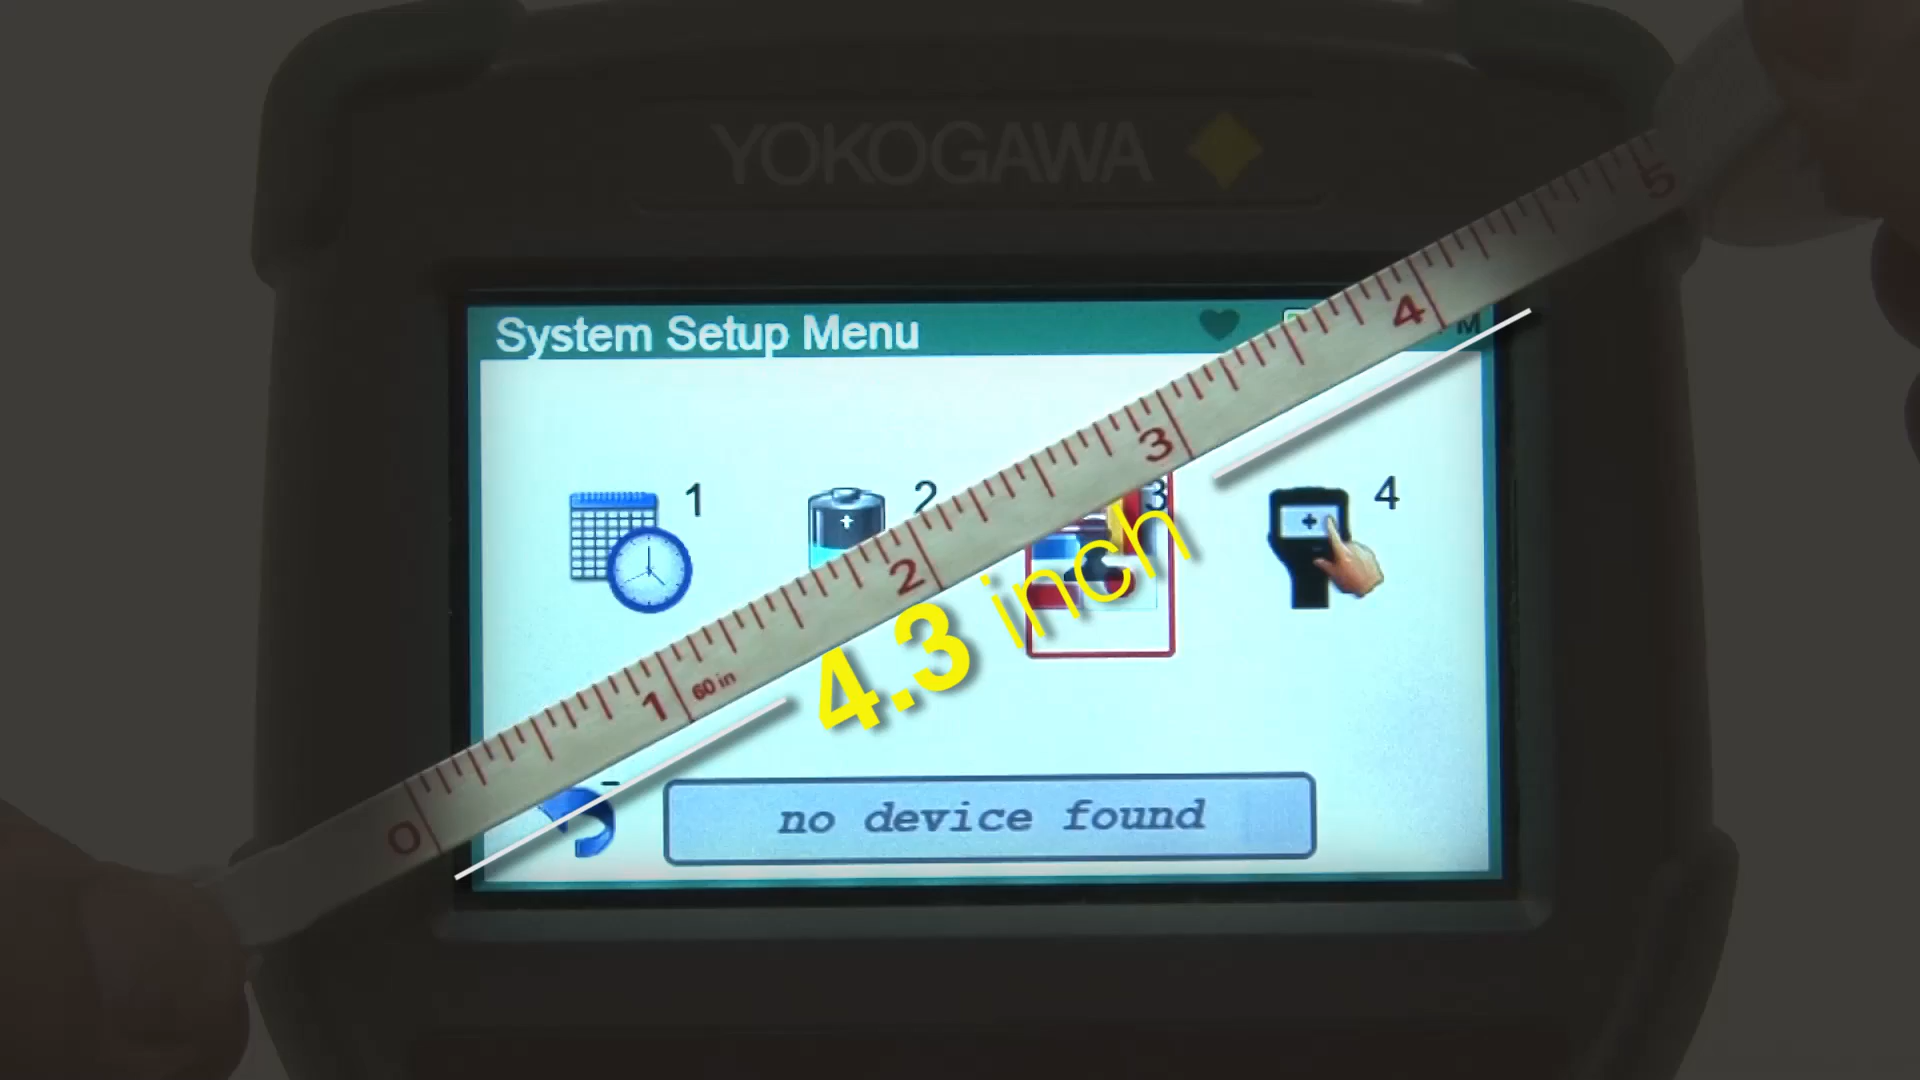 YOKOGAWA
System Setup Menu
M
1
2
3
4
4.3 inch
0
1
60 in
2
3
4
5
no device found